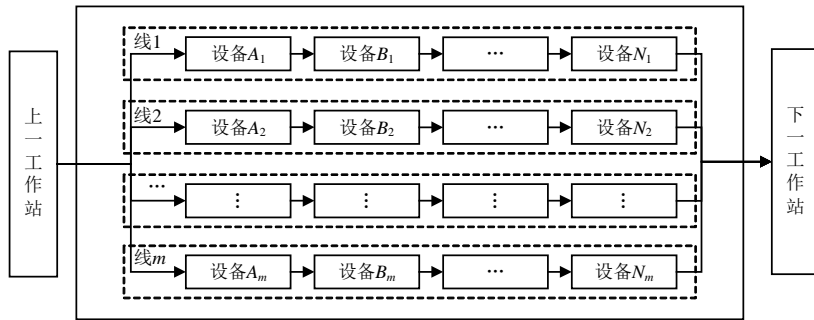 上一工作站
线1
设备A₁
设备B₁
…
设备N₁
线2
设备A₂
设备B₂
…
设备N₂
…
⋮
⋮
⋮
⋮
线m
设备Aₘ
设备Bₘ
…
设备Nₘ
下一工作站